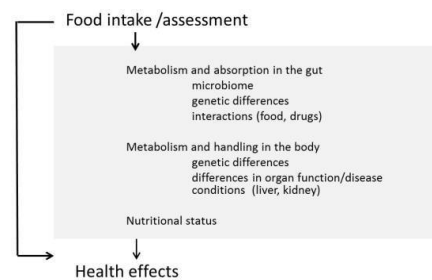 Food intake /assessment
Metabolism and absorption in the gut
microbiome
genetic differences
interactions (food, drugs)
Metabolism and handling in the body
genetic differences
differences in organ function/disease
conditions (liver, kidney)
Nutritional status
Health effects